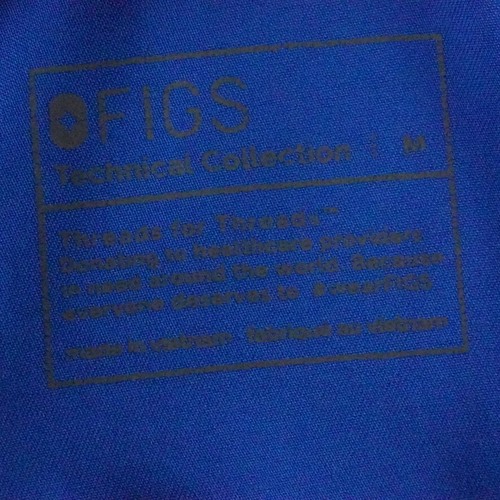 FIGS
Technical Collection | M
Threads for Threads™
Donating to healthcare providers
in need around the world. Because
everyone deserves to #wearFIGS
made in vietnam fabriqué au vietnam